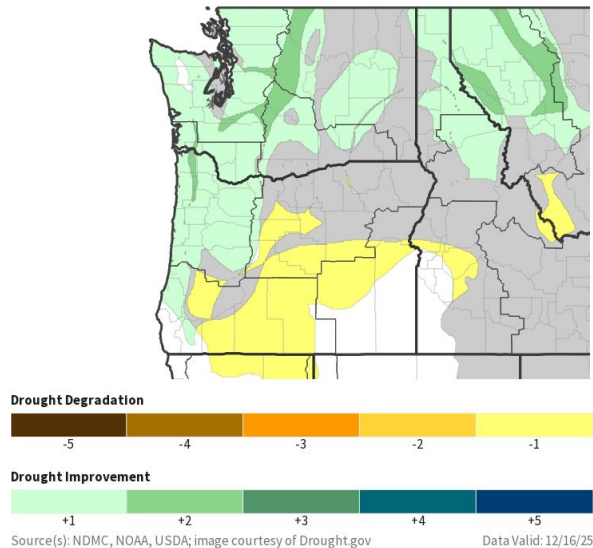 Drought Degradation
-5 -4 -3 -2 -1
Drought Improvement
+1 +2 +3 +4 +5
Source(s): NDMC, NOAA, USDA; image courtesy of Drought.gov Data Valid: 12/16/25